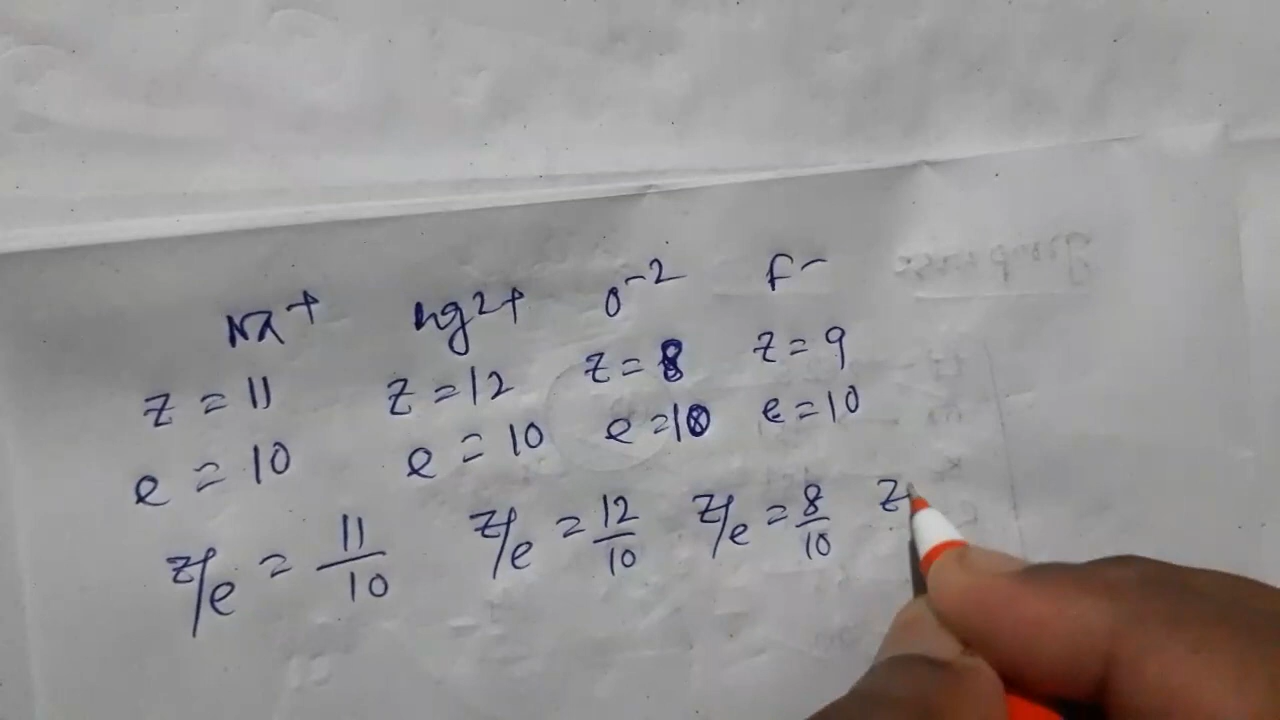 Na+ Mg2+ O-2 F-
Z = 11 Z = 12 Z = 8 Z = 9
e = 10 e = 10 e = 10 e = 10
Z/e = 11/10 Z/e = 12/10 Z/e = 8/10 Z